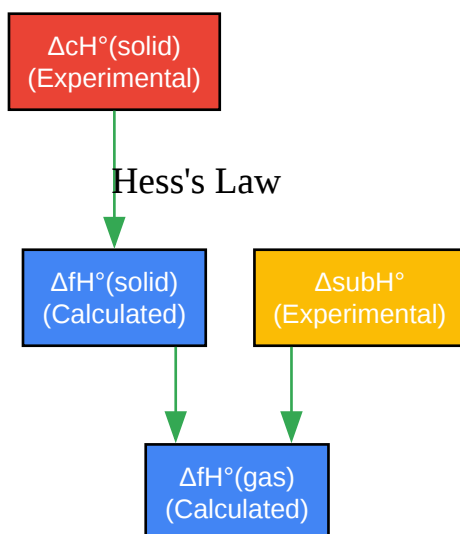 ΔcH°(solid)
(Experimental)
Hess's Law
ΔfH°(solid)
(Calculated)
ΔsubH°
(Experimental)
ΔfH°(gas)
(Calculated)